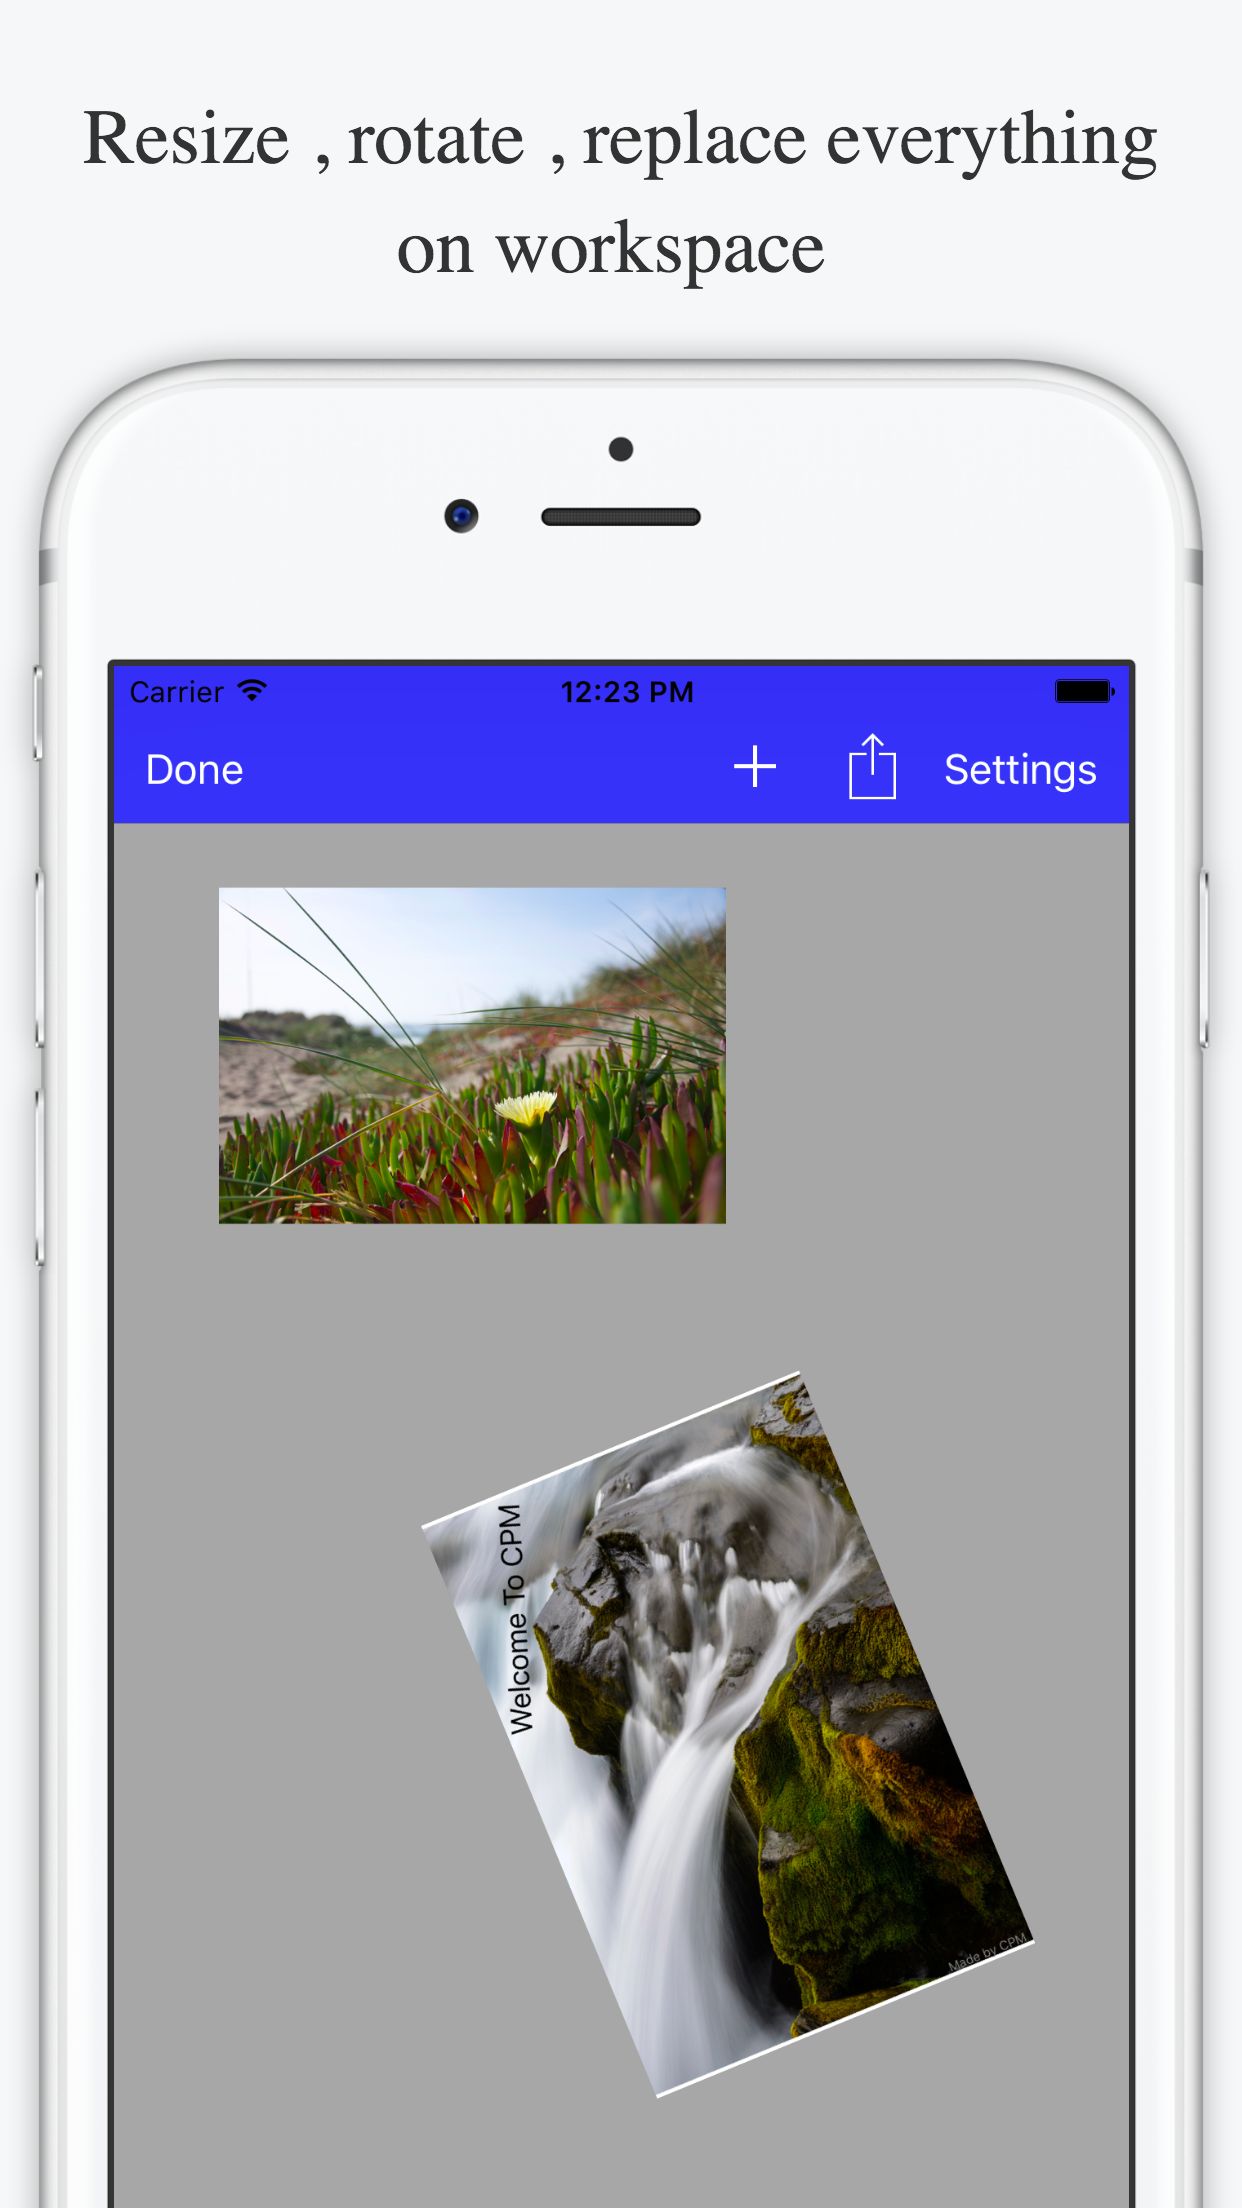 Resize , rotate , replace everything
on workspace
Carrier 12:23 PM
Done + Settings
Welcome To CPM
Made by CPM